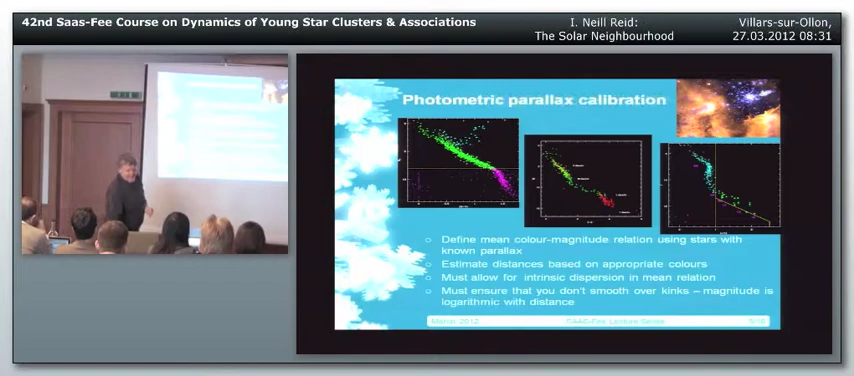 42nd Saas-Fee Course on Dynamics of Young Star Clusters & Associations
I. Neill Reid:
The Solar Neighbourhood
Villars-sur-Ollon,
27.03.2012 08:31
Photometric parallax calibration
Define mean colour-magnitude relation using stars with
known parallax
Estimate distances based on appropriate colours
Must allow for intrinsic dispersion in mean relation
Must ensure that you don't smooth over kinks – magnitude is
logarithmic with distance
March, 2012